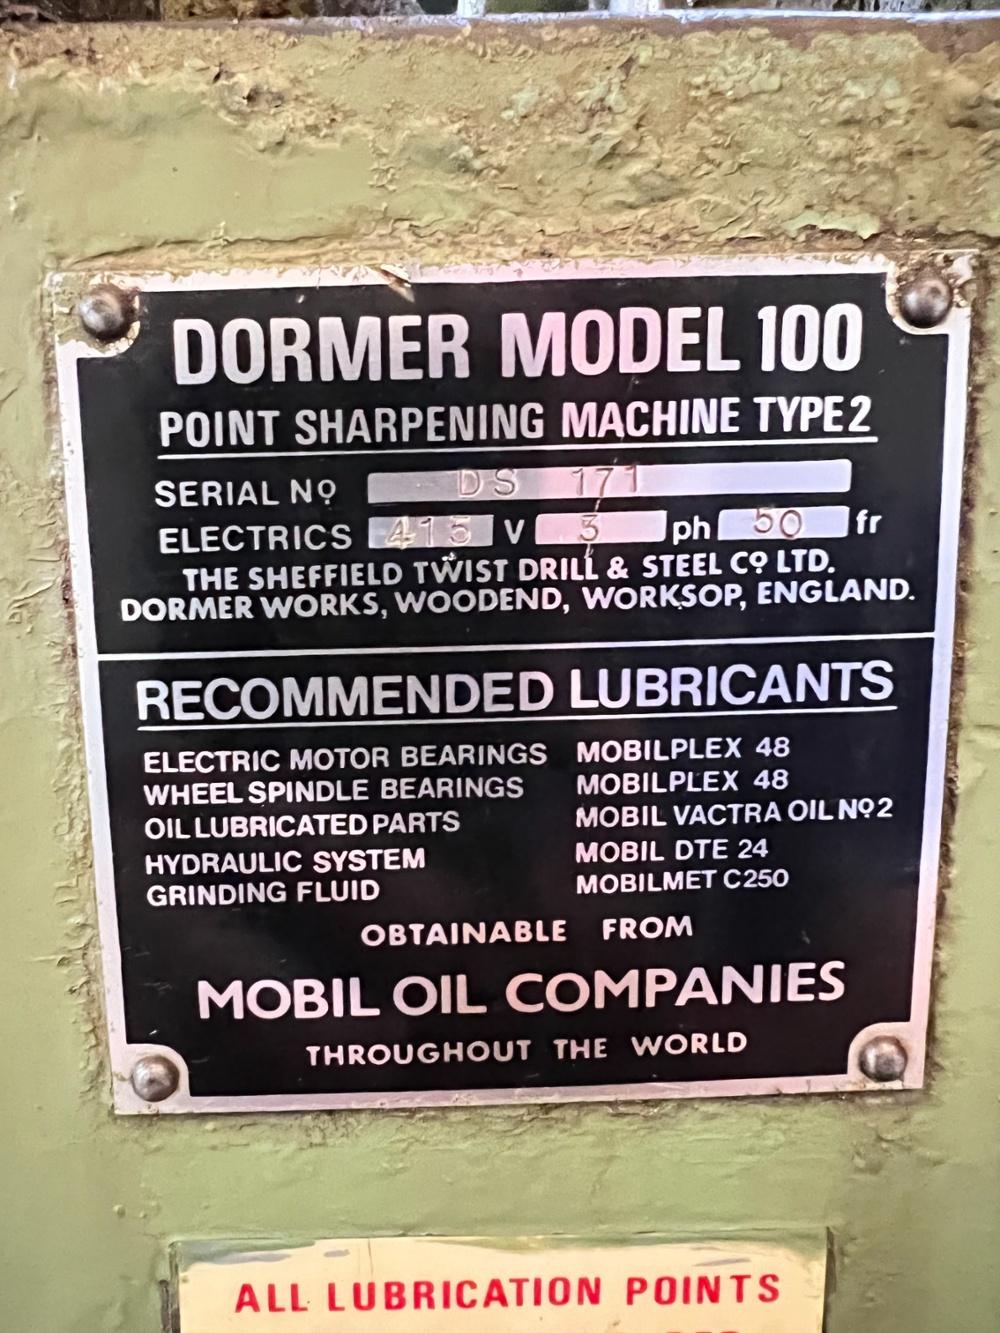 DORMER MODEL 100
POINT SHARPENING MACHINE TYPE 2
SERIAL Nº DS 171
ELECTRICS 415 V 3 ph 50 fr
THE SHEFFIELD TWIST DRILL & STEEL Cº LTD.
DORMER WORKS, WOODEND, WORKSOP, ENGLAND.
RECOMMENDED LUBRICANTS
ELECTRIC MOTOR BEARINGS MOBILPLEX 48
WHEEL SPINDLE BEARINGS MOBILPLEX 48
OIL LUBRICATED PARTS MOBIL VACTRA OIL Nº 2
HYDRAULIC SYSTEM MOBIL DTE 24
GRINDING FLUID MOBILMET C250
OBTAINABLE FROM
MOBIL OIL COMPANIES
THROUGHOUT THE WORLD
ALL LUBRICATION POINTS